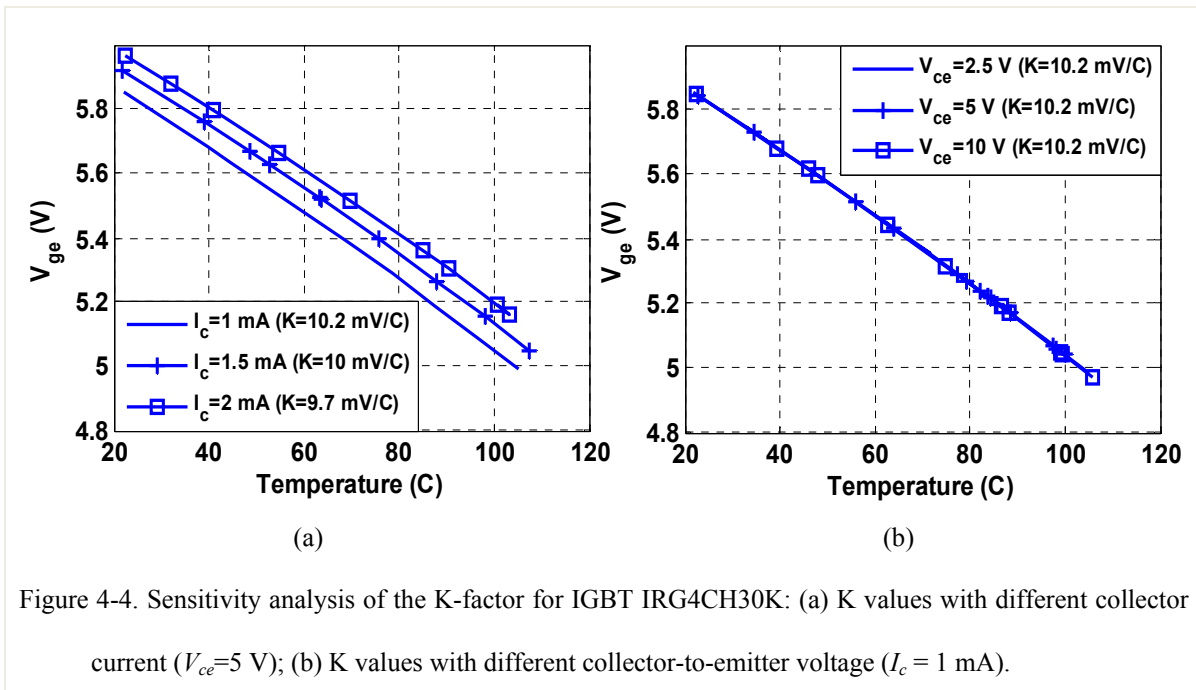 V_ge (V)
5.8
5.6
5.4
5.2
5
4.8
20 40 60 80 100 120
Temperature (C)
I_c=1 mA (K=10.2 mV/C)
I_c=1.5 mA (K=10 mV/C)
I_c=2 mA (K=9.7 mV/C)
(a)
V_ge (V)
5.8
5.6
5.4
5.2
5
4.8
20 40 60 80 100 120
Temperature (C)
V_ce=2.5 V (K=10.2 mV/C)
V_ce=5 V (K=10.2 mV/C)
V_ce=10 V (K=10.2 mV/C)
(b)
Figure 4-4. Sensitivity analysis of the K-factor for IGBT IRG4CH30K: (a) K values with different collector
current (V_ce=5 V); (b) K values with different collector-to-emitter voltage (I_c = 1 mA).